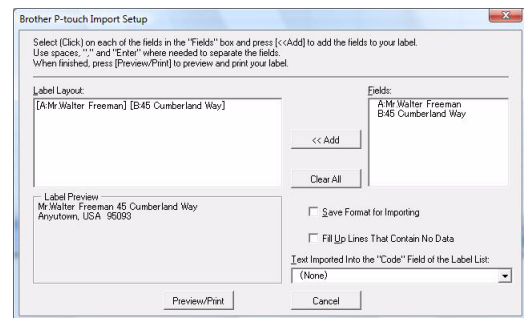 Brother P-touch Import Setup
Select (Click) on each of the fields in the "Fields" box and press [<<Add] to add the fields to your label.
Use spaces, "," and "Enter" where needed to separate the fields.
When finished, press [Preview/Print] to preview and print your label.
Label Layout:
[A:Mr.Walter Freeman] [B:45 Cumberland Way]
Fields:
A:Mr.Walter Freeman
B:45 Cumberland Way
<< Add
Clear All
Label Preview
Mr.Walter Freeman 45 Cumberland Way
Anyutown, USA 95093
Save Format for Importing
Fill Up Lines That Contain No Data
Text Imported Into the "Code" Field of the Label List:
(None)
Preview/Print
Cancel